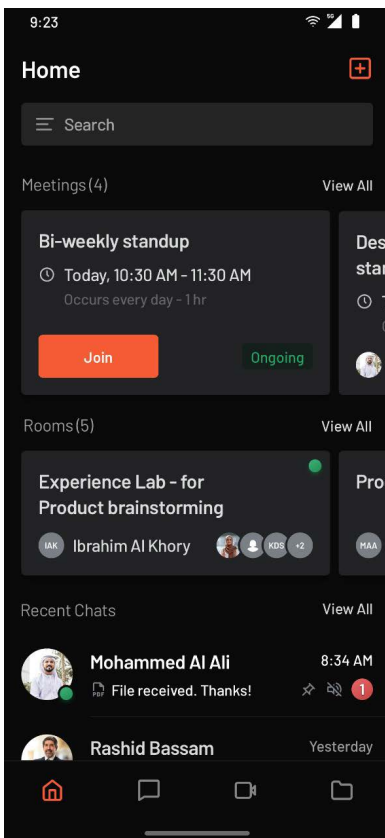 9:23
5G
Home
Search
Meetings (4)
View All
Bi-weekly standup
Today, 10:30 AM - 11:30 AM
Occurs every day - 1 hr
Join
Ongoing
Des
star
Rooms (5)
View All
Experience Lab - for
Product brainstorming
IAK
Ibrahim Al Khory
KDS
+2
Pro
MAA
Recent Chats
View All
Mohammed Al Ali
8:34 AM
PDF
File received. Thanks!
1
Rashid Bassam
Yesterday